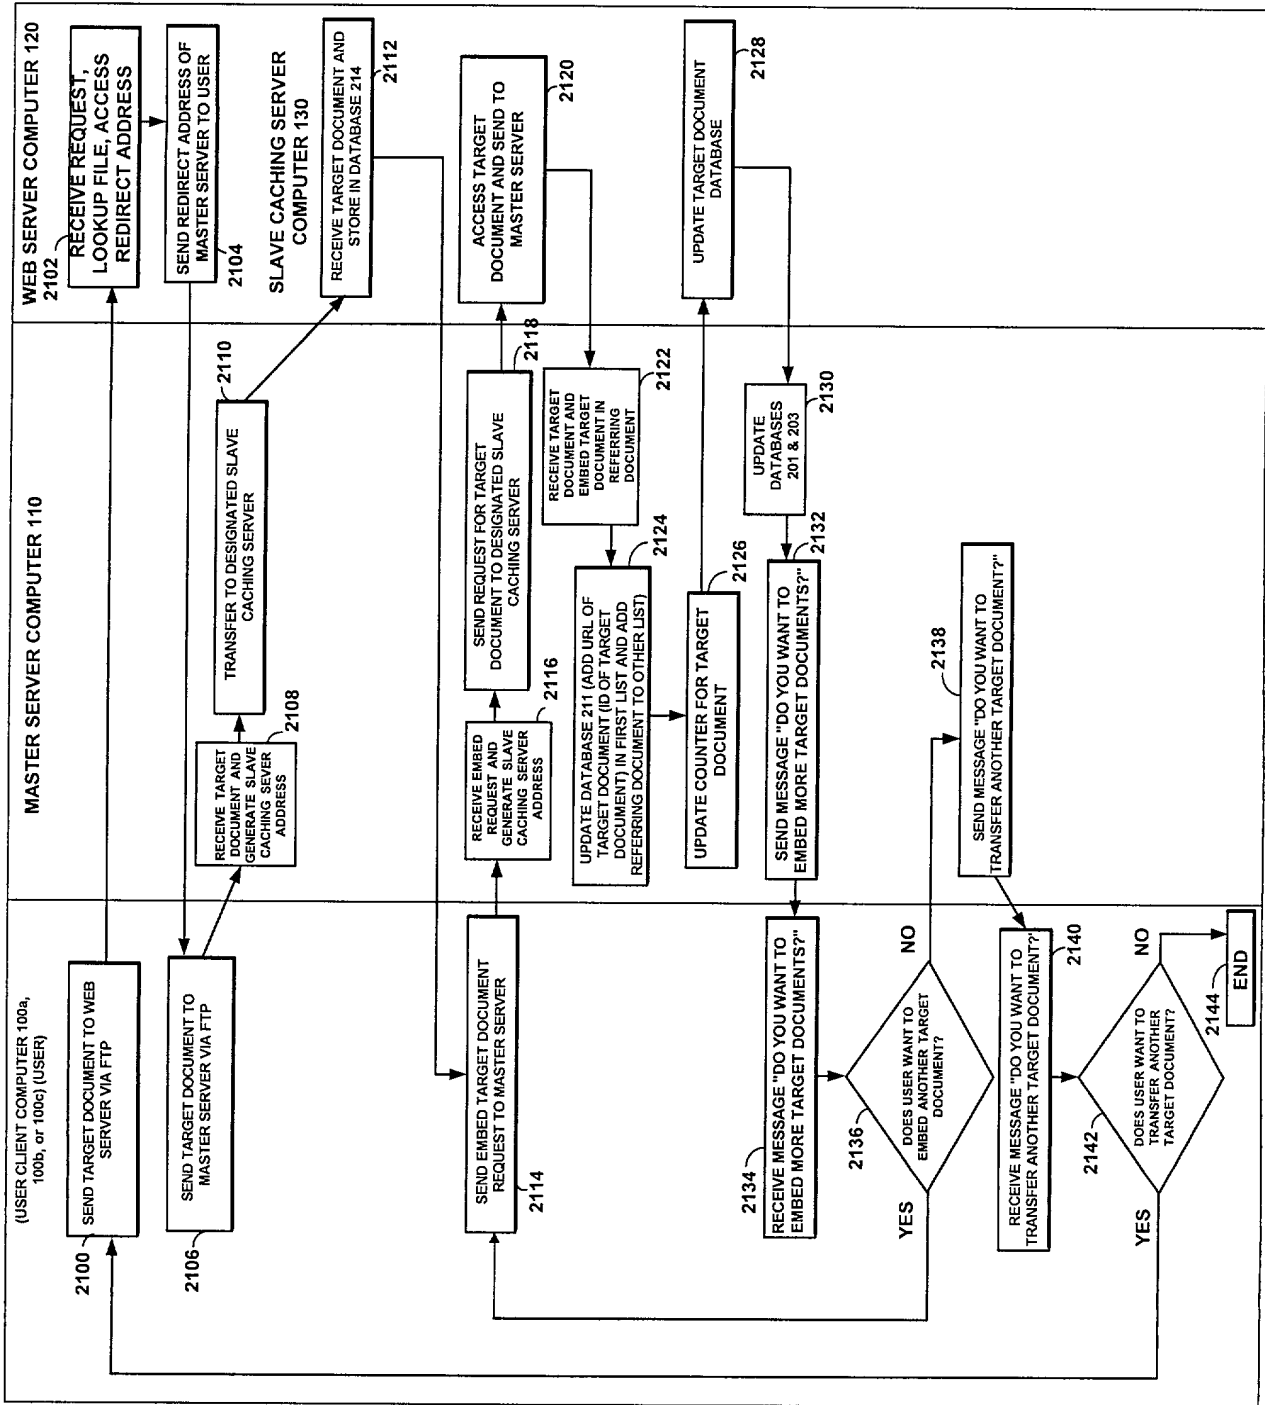 (USER CLIENT COMPUTER 100a,
100b, or 100c) (USER)
MASTER SERVER COMPUTER 110
WEB SERVER COMPUTER 120
2100
SEND TARGET DOCUMENT TO WEB
SERVER VIA FTP
2102
RECEIVE REQUEST,
LOOKUP FILE, ACCESS
REDIRECT ADDRESS
SEND REDIRECT ADDRESS OF
MASTER SERVER TO USER
2104
2106
SEND TARGET DOCUMENT TO
MASTER SERVER VIA FTP
RECEIVE TARGET
DOCUMENT AND
GENERATE SLAVE
CACHING SEVER
ADDRESS
2108
TRANSFER TO DESIGNATED SLAVE
CACHING SERVER
2110
SLAVE CACHING SERVER
COMPUTER 130
RECEIVE TARGET DOCUMENT AND
STORE IN DATABASE 214
2112
SEND EMBED TARGET DOCUMENT
REQUEST TO MASTER SERVER
2114
RECEIVE EMBED
REQUEST AND
GENERATE SLAVE
CACHING SERVER
ADDRESS
2116
SEND REQUEST FOR TARGET
DOCUMENT TO DESIGNATED SLAVE
CACHING SERVER
2118
ACCESS TARGET
DOCUMENT AND SEND TO
MASTER SERVER
2120
RECEIVE TARGET
DOCUMENT AND
EMBED TARGET
DOCUMENT IN
REFERRING
DOCUMENT
2122
UPDATE DATABASE 211 (ADD URL OF
TARGET DOCUMENT (ID OF TARGET
DOCUMENT) IN FIRST LIST AND ADD
REFERRING DOCUMENT TO OTHER LIST)
2124
UPDATE COUNTER FOR TARGET
DOCUMENT
2126
UPDATE TARGET DOCUMENT
DATABASE
2128
UPDATE
DATABASES
201 & 203
2130
SEND MESSAGE "DO YOU WANT TO
EMBED MORE TARGET DOCUMENTS?"
2132
2134
RECEIVE MESSAGE "DO YOU WANT TO
EMBED MORE TARGET DOCUMENTS?"
2136
DOES USER WANT TO
EMBED ANOTHER TARGET
DOCUMENT?
YES
NO
2138
SEND MESSAGE "DO YOU WANT TO
TRANSFER ANOTHER TARGET DOCUMENT?"
RECEIVE MESSAGE "DO YOU WANT TO
TRANSFER ANOTHER TARGET DOCUMENT?"
2140
2142
DOES USER WANT TO
TRANSFER ANOTHER
TARGET DOCUMENT?
YES
NO
2144
END